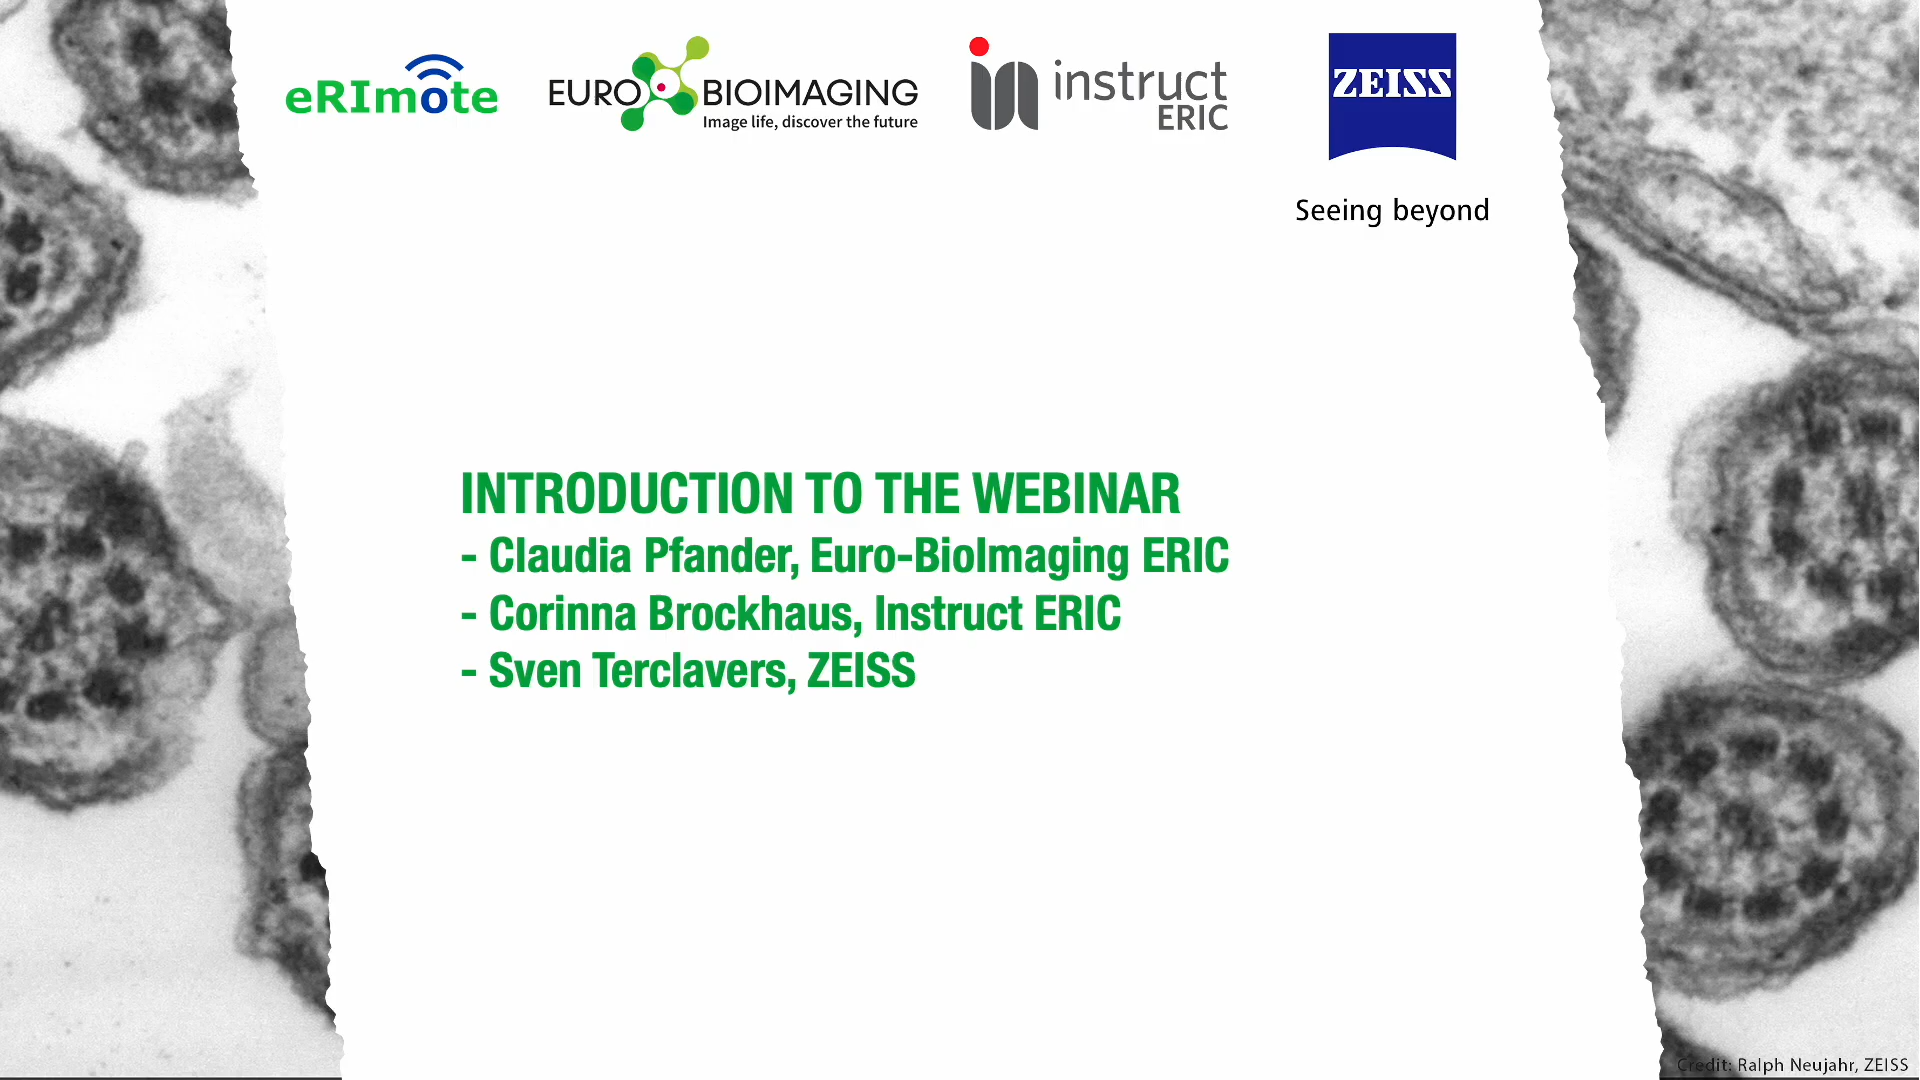 eRImote
EURO BIOIMAGING
Image life, discover the future
instruct
ERIC
ZEISS
Seeing beyond
INTRODUCTION TO THE WEBINAR
- Claudia Pfander, Euro-BioImaging ERIC
- Corinna Brockhaus, Instruct ERIC
- Sven Terclavers, ZEISS
Credit: Ralph Neujahr, ZEISS